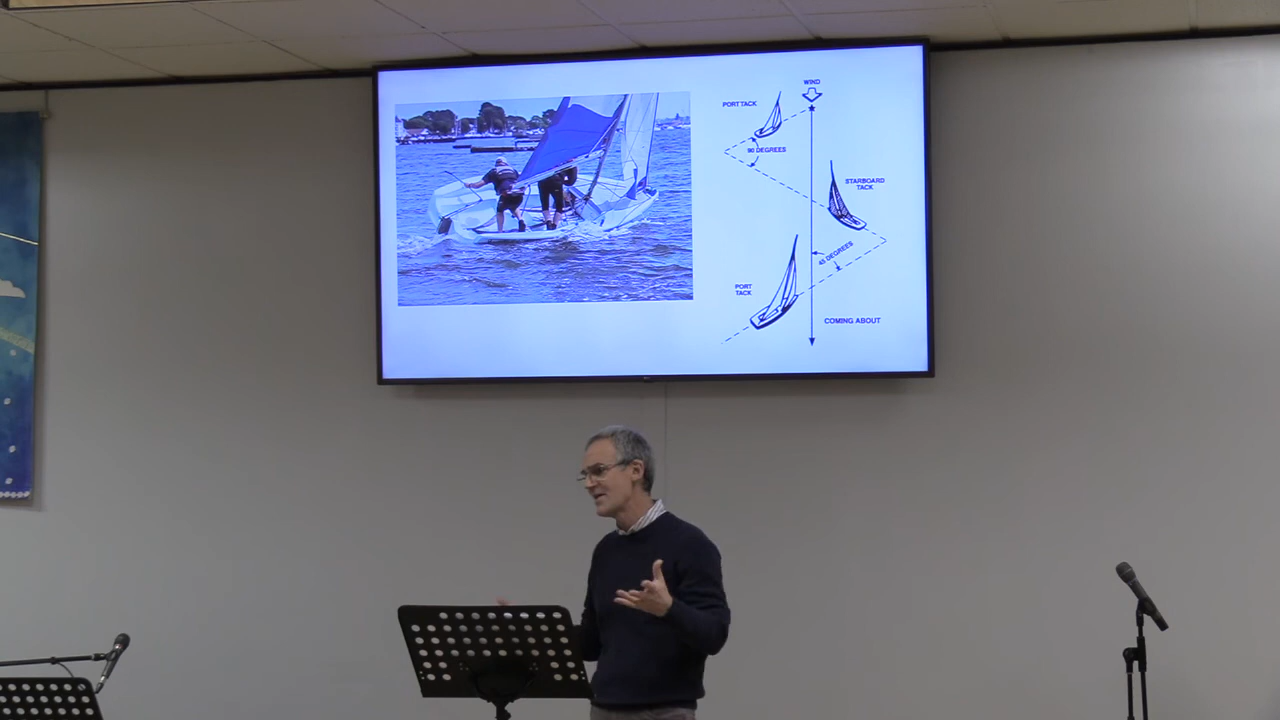 WIND
PORT TACK
90 DEGREES
STARBOARD
TACK
45 DEGREES
PORT
TACK
COMING ABOUT